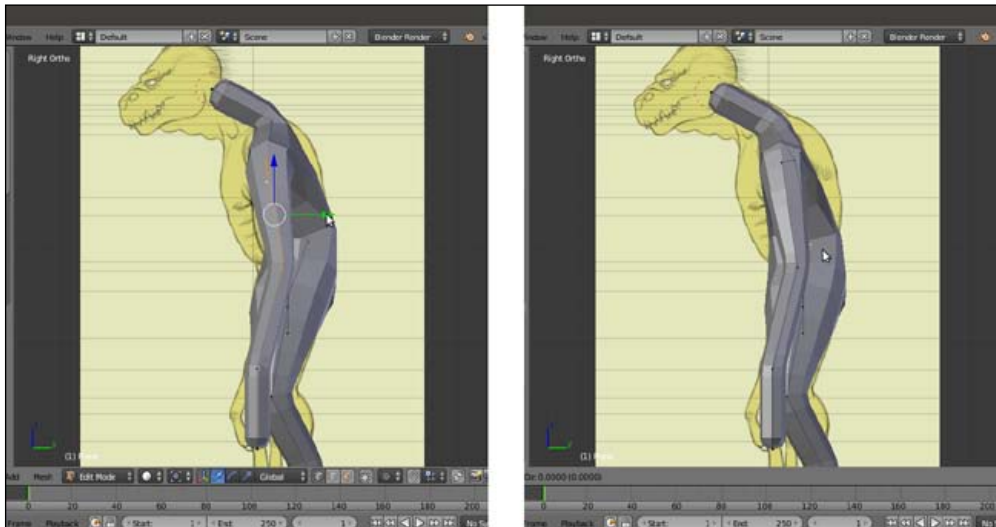 Window Help Default Scene Blender Render
Right Ortho
(1) Plane
Add Mesh Edit Mode Global
0 20 40 60 80 100 120 140 160 180 200
Frame Playback Start: 1 End: 250 1
Window Help Default Scene Blender Render
Right Ortho
(1) Plane
Dz: 0.0000 (0.0000)
0 20 40 60 80 100 120 140 160 180 200
Frame Playback Start: 1 End: 250 1